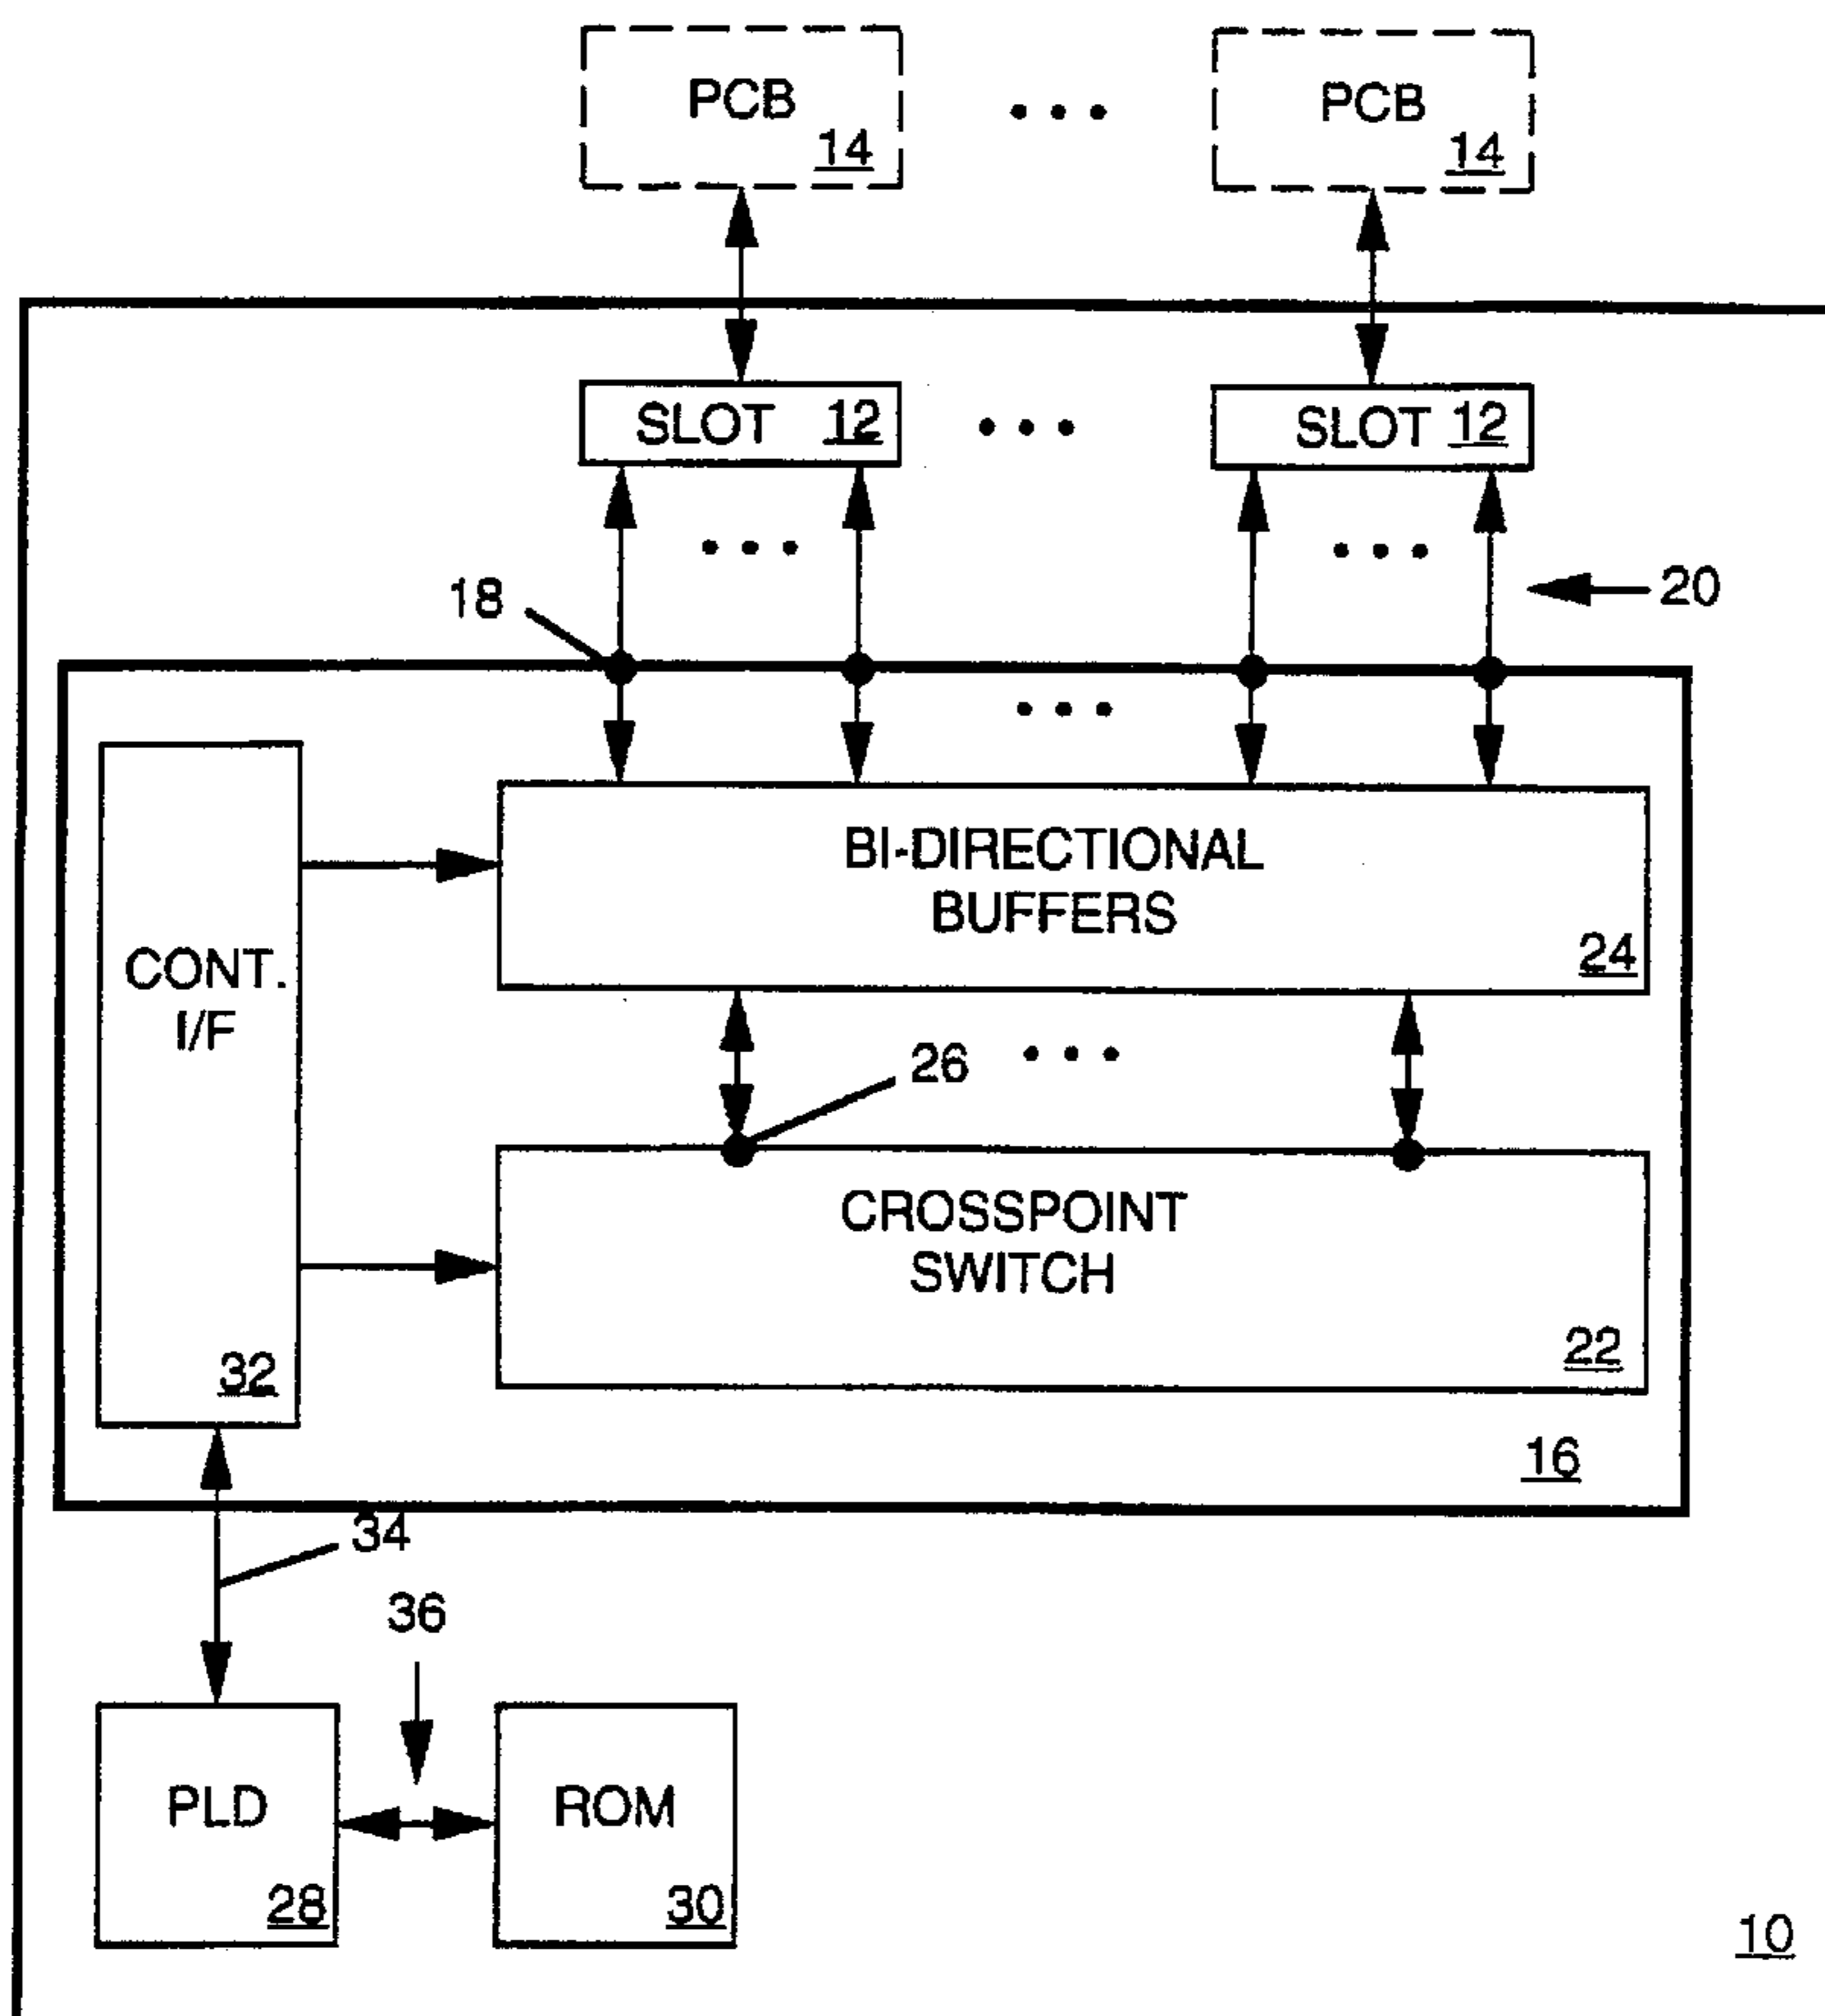 PCB
14
PCB
14
SLOT 12
SLOT 12
18
20
BI-DIRECTIONAL
BUFFERS
24
CONT.
I/F
26
CROSSPOINT
SWITCH
22
32
16
34
36
PLD
28
ROM
30
10